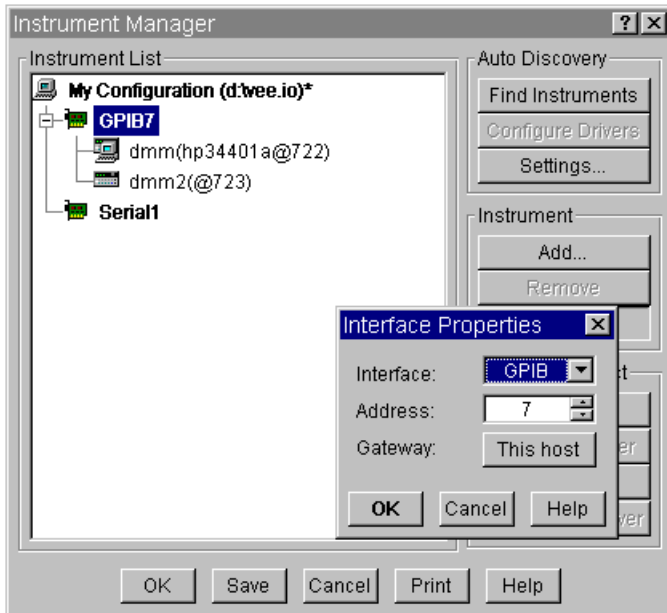 Instrument Manager
Instrument List
My Configuration (d:\vee.io)*
GPIB7
dmm(hp34401a@722)
dmm2(@723)
Serial1
Auto Discovery
Find Instruments
Configure Drivers
Settings...
Instrument
Add...
Remove
Interface Properties
Interface: GPIB
Address: 7
Gateway: This host
OK Cancel Help
OK Save Cancel Print Help